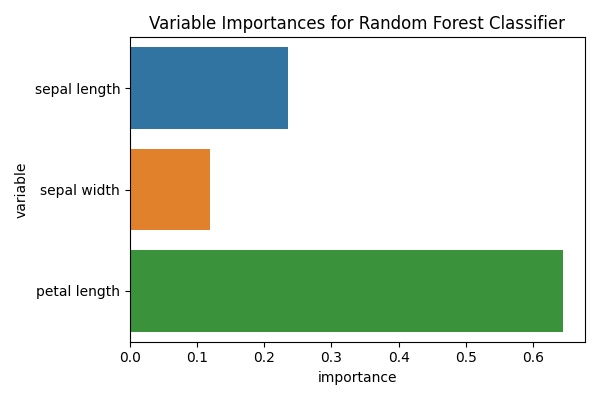 Variable Importances for Random Forest Classifier
variable
sepal length
sepal width
petal length
0.0 0.1 0.2 0.3 0.4 0.5 0.6
importance